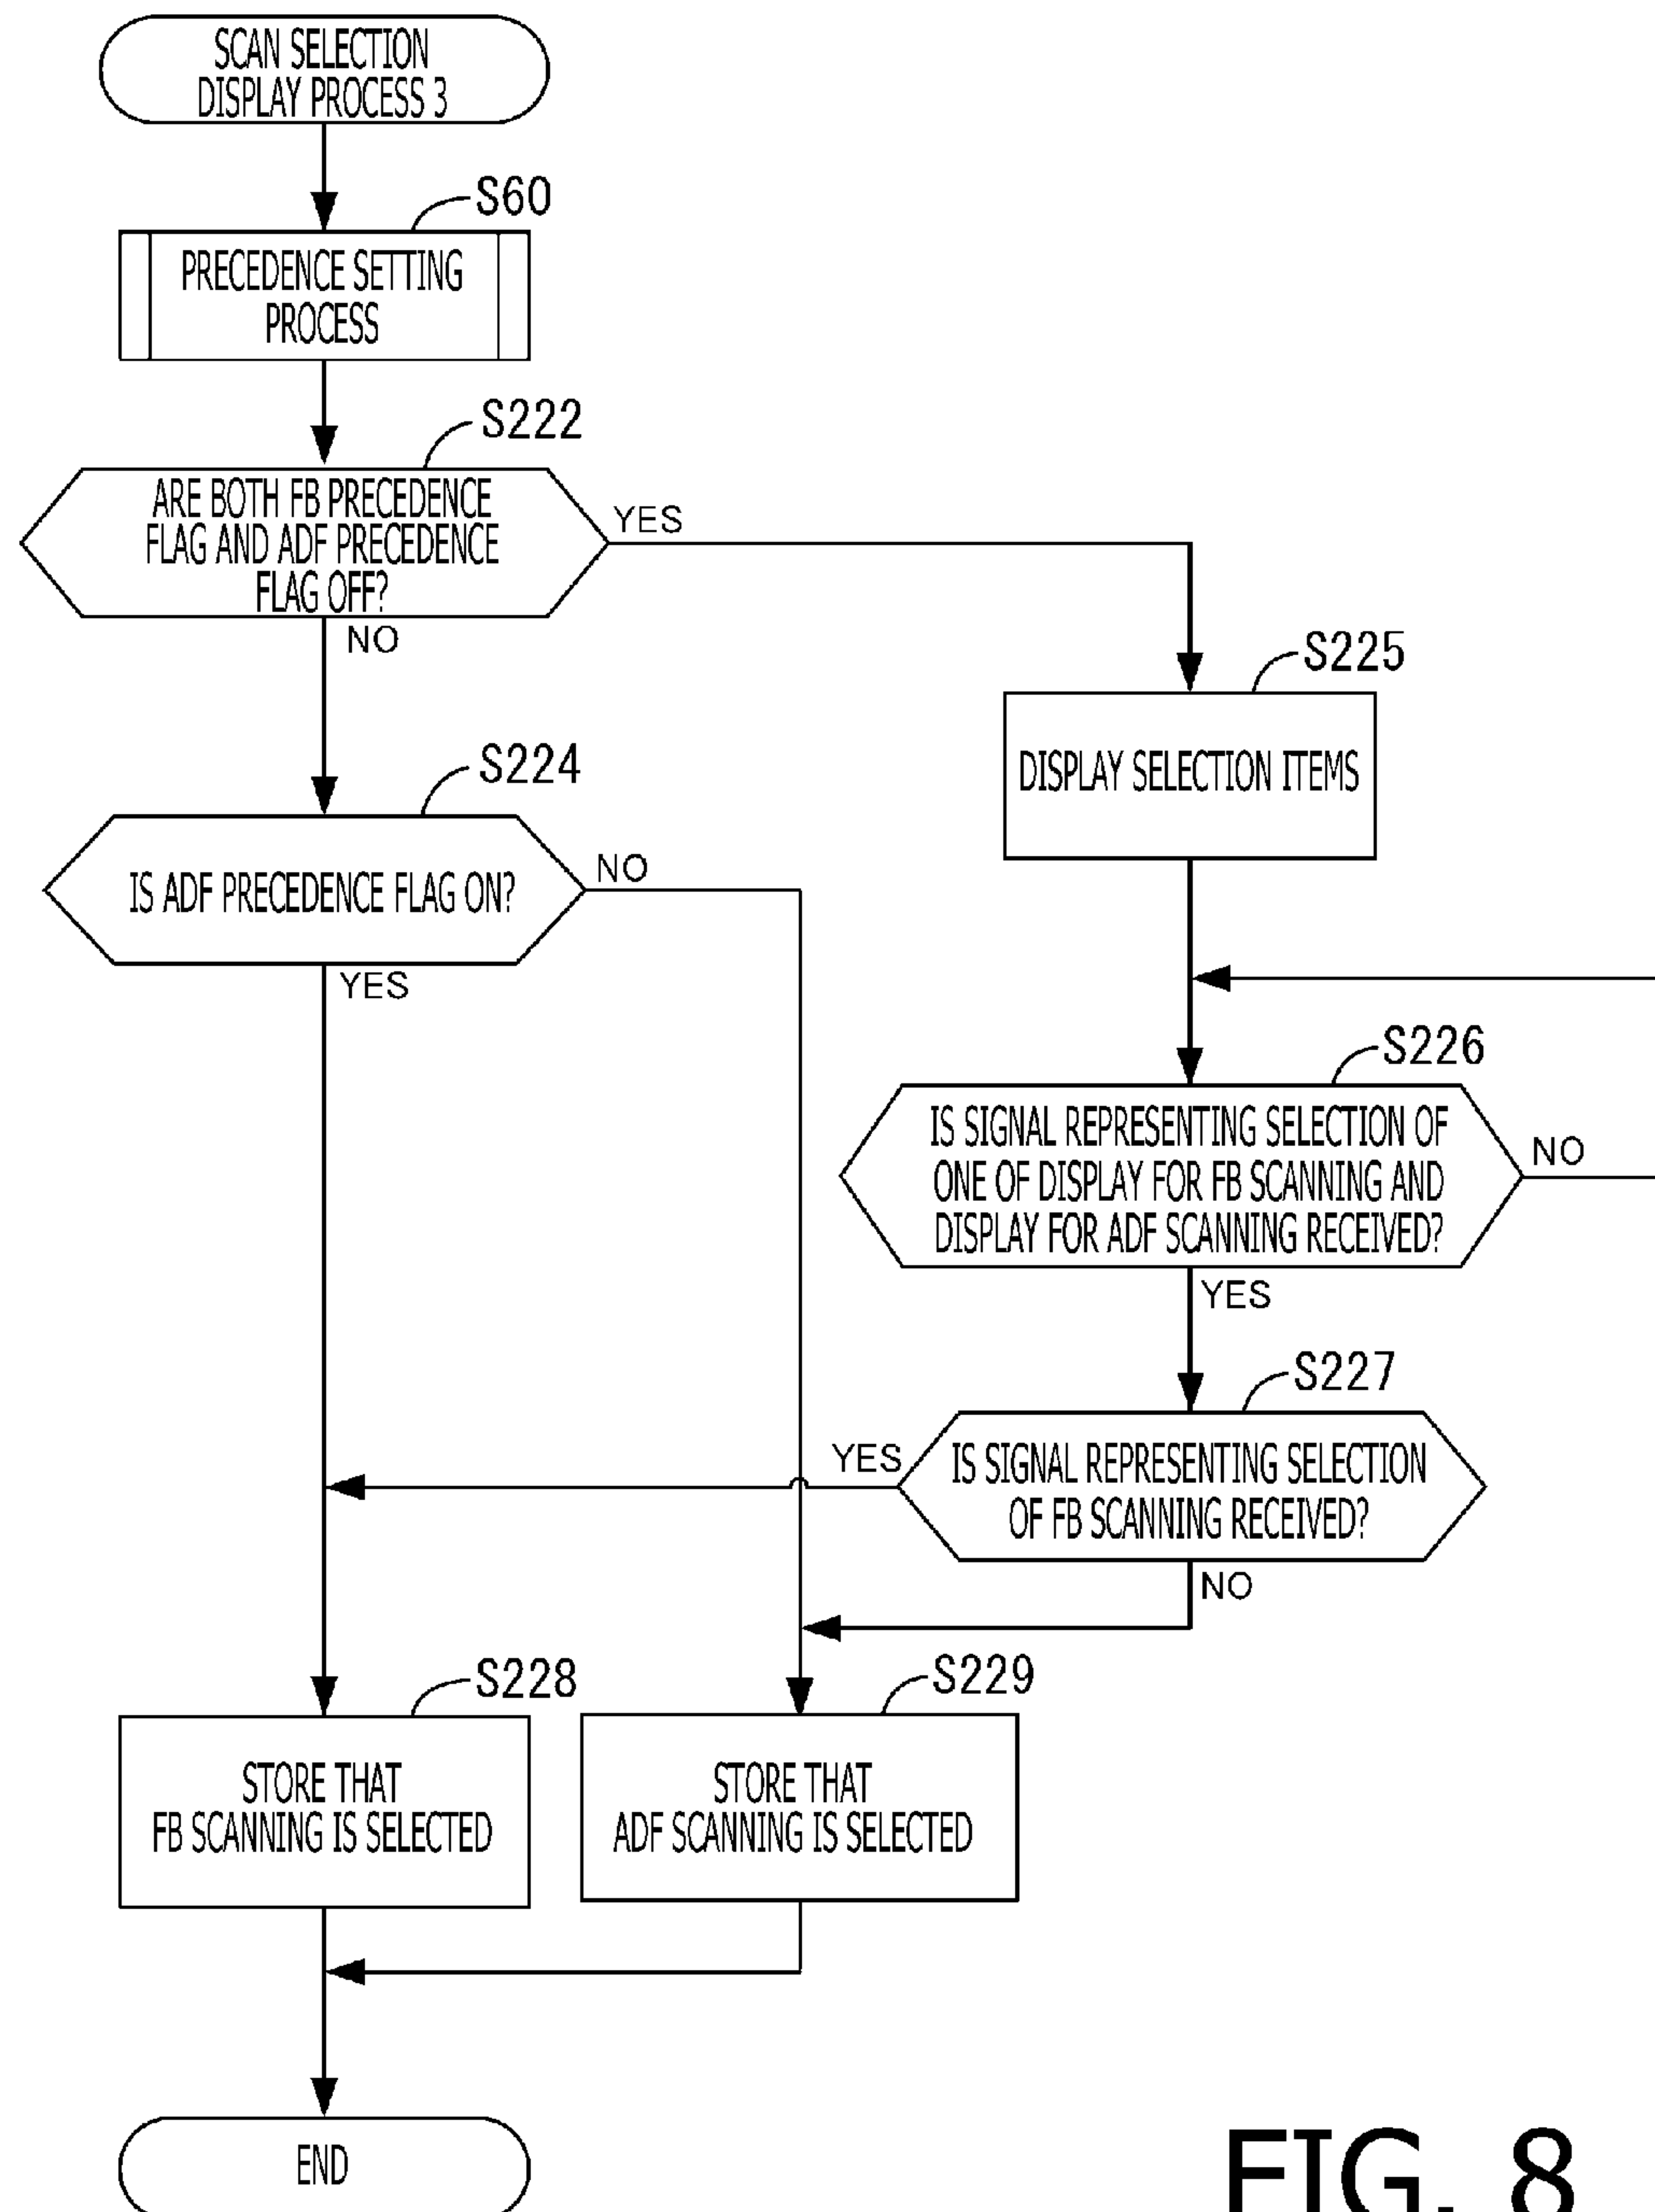 SCAN SELECTION
DISPLAY PROCESS 3
S60
PRECEDENCE SETTING
PROCESS
S222
ARE BOTH FB PRECEDENCE
FLAG AND ADF PRECEDENCE
FLAG OFF?
YES
NO
S225
DISPLAY SELECTION ITEMS
S224
IS ADF PRECEDENCE FLAG ON?
NO
YES
S226
IS SIGNAL REPRESENTING SELECTION OF
ONE OF DISPLAY FOR FB SCANNING AND
DISPLAY FOR ADF SCANNING RECEIVED?
NO
YES
S227
IS SIGNAL REPRESENTING SELECTION
OF FB SCANNING RECEIVED?
YES
NO
S228
STORE THAT
FB SCANNING IS SELECTED
S229
STORE THAT
ADF SCANNING IS SELECTED
END
FIG. 8